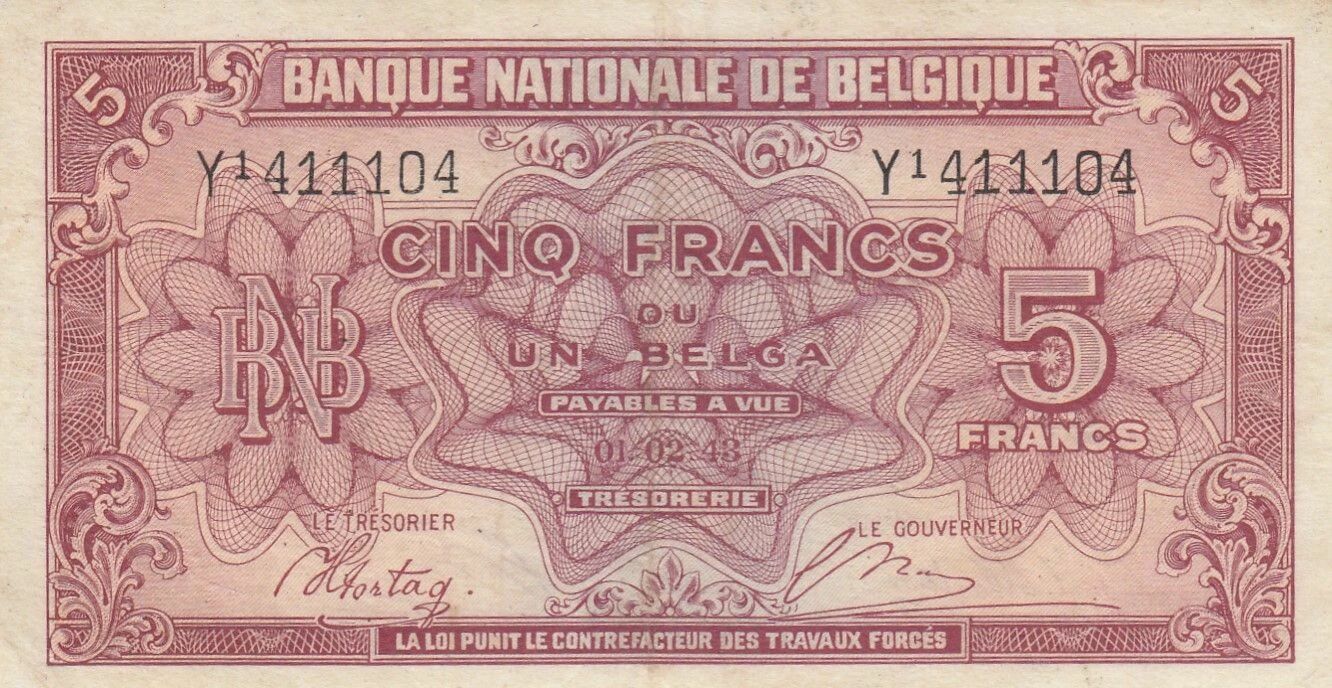 5 BANQUE NATIONALE DE BELGIQUE 5
Y¹411104 Y¹411104
CINQ FRANCS
OU
UN BELGA
BNB 5
PAYABLES A VUE
FRANCS
01.02.43
TRÉSORERIE
LE TRÉSORIER LE GOUVERNEUR
LA LOI PUNIT LE CONTREFACTEUR DES TRAVAUX FORCÉS